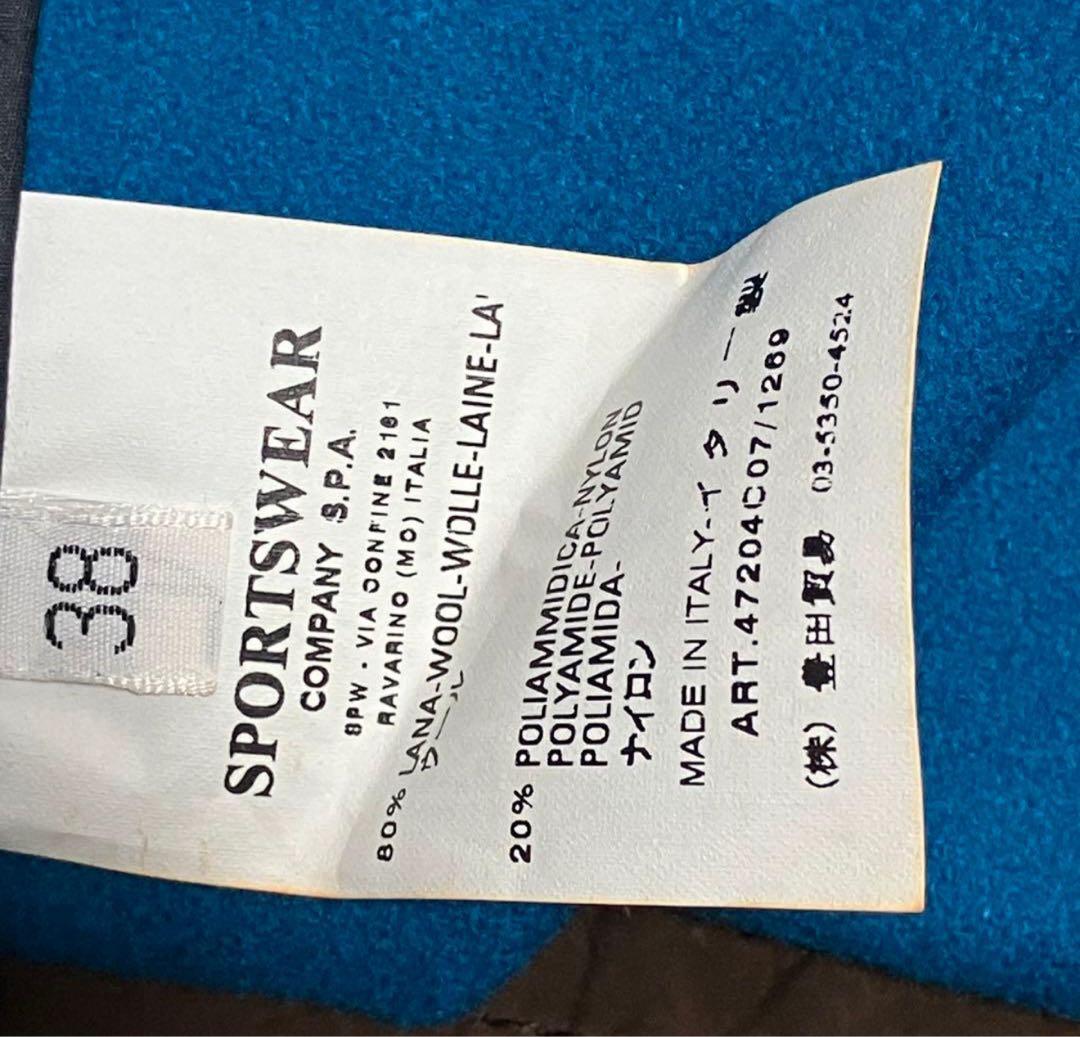 38
SPORTSWEAR
COMPANY S.P.A.
SPW - VIA CONFINE 2161
RAVARINO (MO) ITALIA
80% LANA-WOOL-WOLLE-LAINE-LA'
ウール
20% POLIAMMIDICA-NYLON
POLYAMIDE-POLYAMID
POLIAMIDA-
ナイロン
MADE IN ITALY-イタリー製
ART.47204C07/1269
(株) 豊田貿易 03-5350-4524